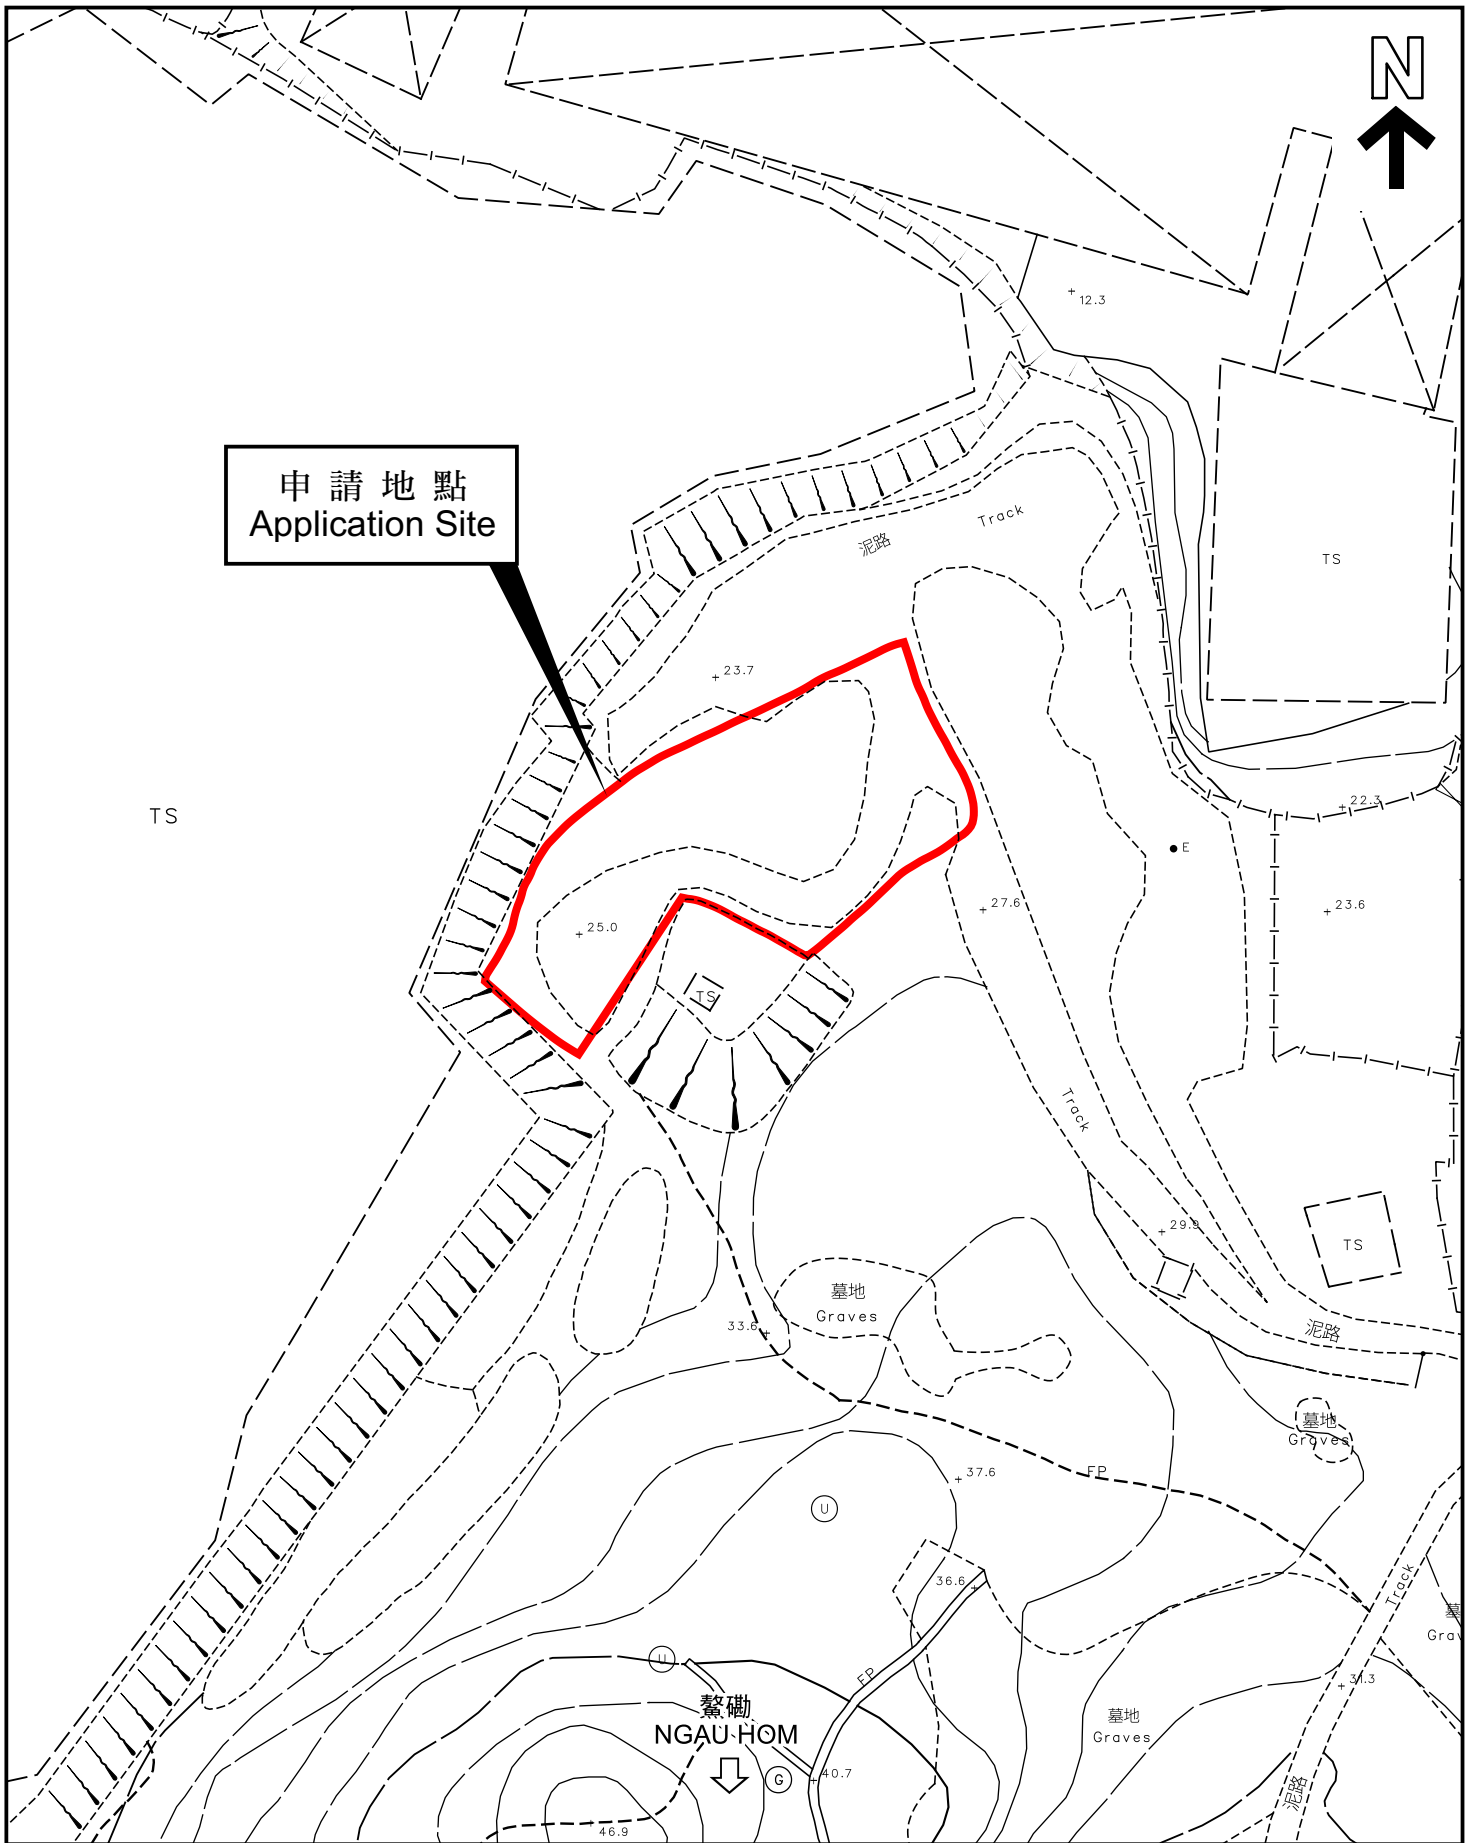 N
12.3
申請地點
Application Site
Track
泥路
TS
23.7
TS
22.3
E
27.6
23.6
25.0
TS
Track
29.9
TS
墓地
Graves
33.6
泥路
墓地
Graves
37.6
FP
U
36.6
Track
U
FP
31.3
鰲磡
NGAU HOM
墓地
Graves
G
40.7
泥路
46.9